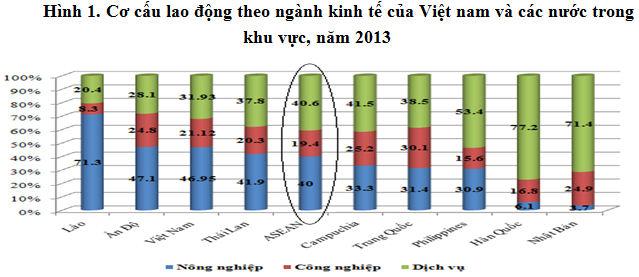 Hình 1. Cơ cấu lao động theo ngành kinh tế của Việt nam và các nước trong
khu vực, năm 2013
100%
90%
80%
70%
60%
50%
40%
30%
20%
10%
0%
20.4 28.1 31.93 37.8 40.6 41.5 38.5 53.4 77.2 71.4
8.3 24.8 21.12 20.3 19.4 25.2 30.1 15.6 16.8 24.9
71.3 47.1 46.95 41.9 40 33.3 31.4 30.9 6.1 3.7
Lào Ấn Độ Việt Nam Thái Lan ASEAN Campuchia Trung Quốc Philippines Hàn Quốc Nhật Bản
Nông nghiệp Công nghiệp Dịch vụ